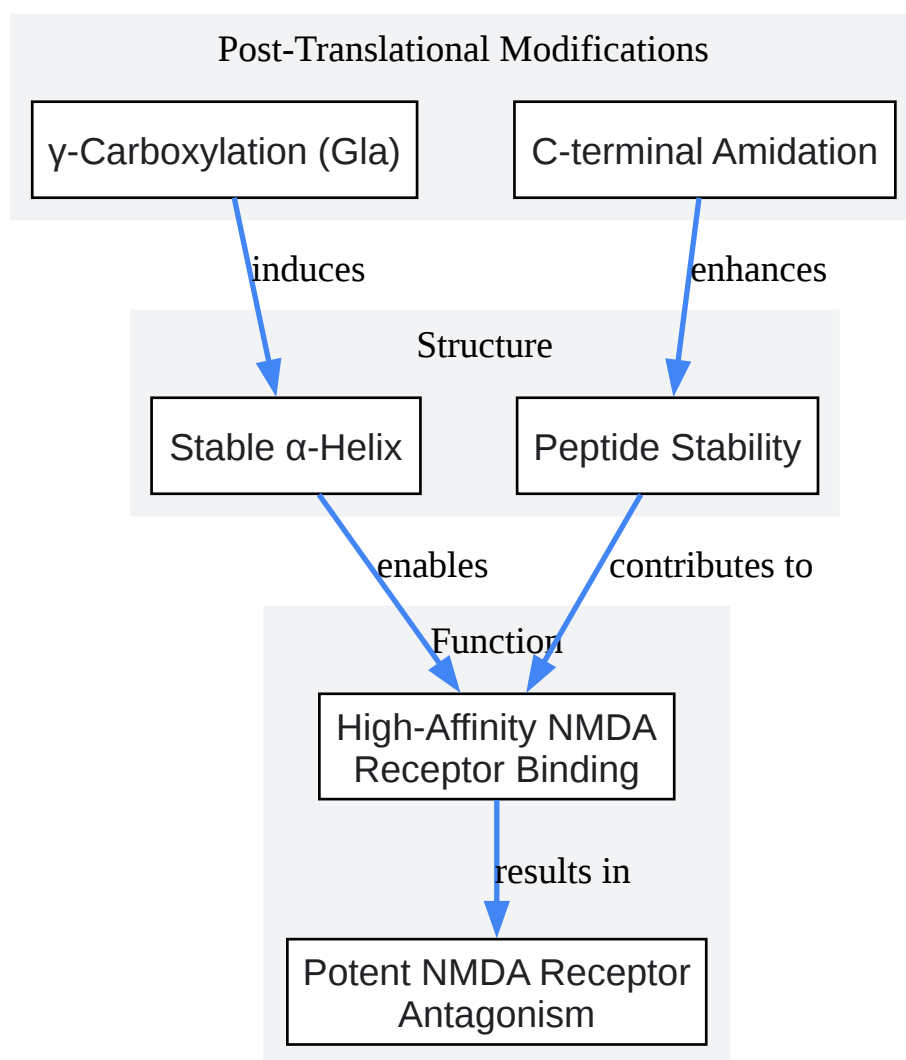 Post-Translational Modifications
γ-Carboxylation (Gla)
C-terminal Amidation
induces
enhances
Structure
Stable α-Helix
Peptide Stability
enables
contributes to
Function
High-Affinity NMDA
Receptor Binding
results in
Potent NMDA Receptor
Antagonism